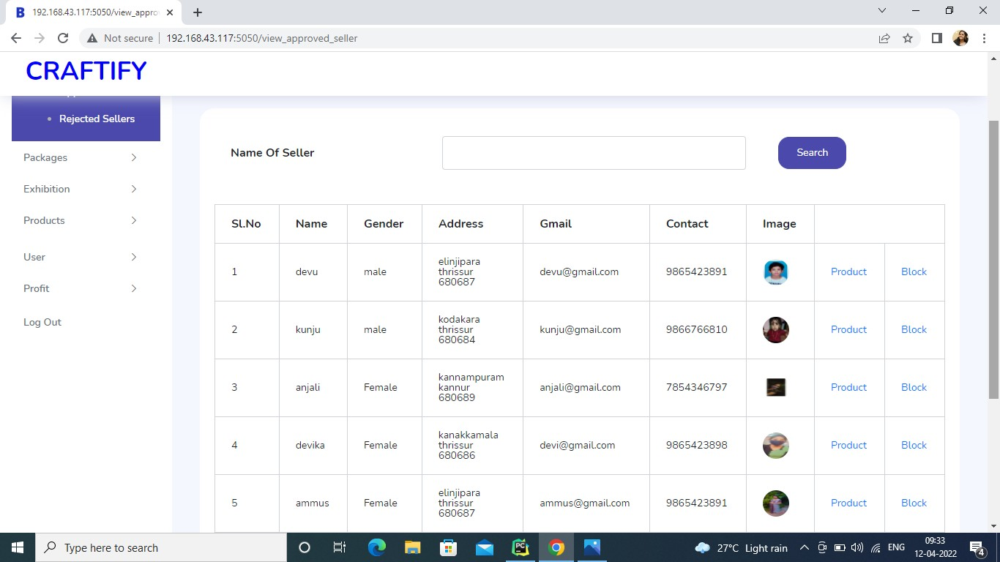 192.168.43.117:5050/view_appro
Not secure
192.168.43.117:5050/view_approved_seller
CRAFTIFY
Rejected Sellers
Packages
Exhibition
Products
User
Profit
Log Out
Name Of Seller
Search
Sl.No Name Gender Address Gmail Contact Image
1 devu male elinjipara thrissur 680687 devu@gmail.com 9865423891 Product Block
2 kunju male kodakara thrissur 680684 kunju@gmail.com 9866766810 Product Block
3 anjali Female kannampuram kannur 680689 anjali@gmail.com 7854346797 Product Block
4 devika Female kanakkamala thrissur 680686 devi@gmail.com 9865423898 Product Block
5 ammus Female elinjipara thrissur 680687 ammus@gmail.com 9865423891 Product Block
Type here to search
PC
27°C Light rain
ENG
09:33
12-04-2022
4